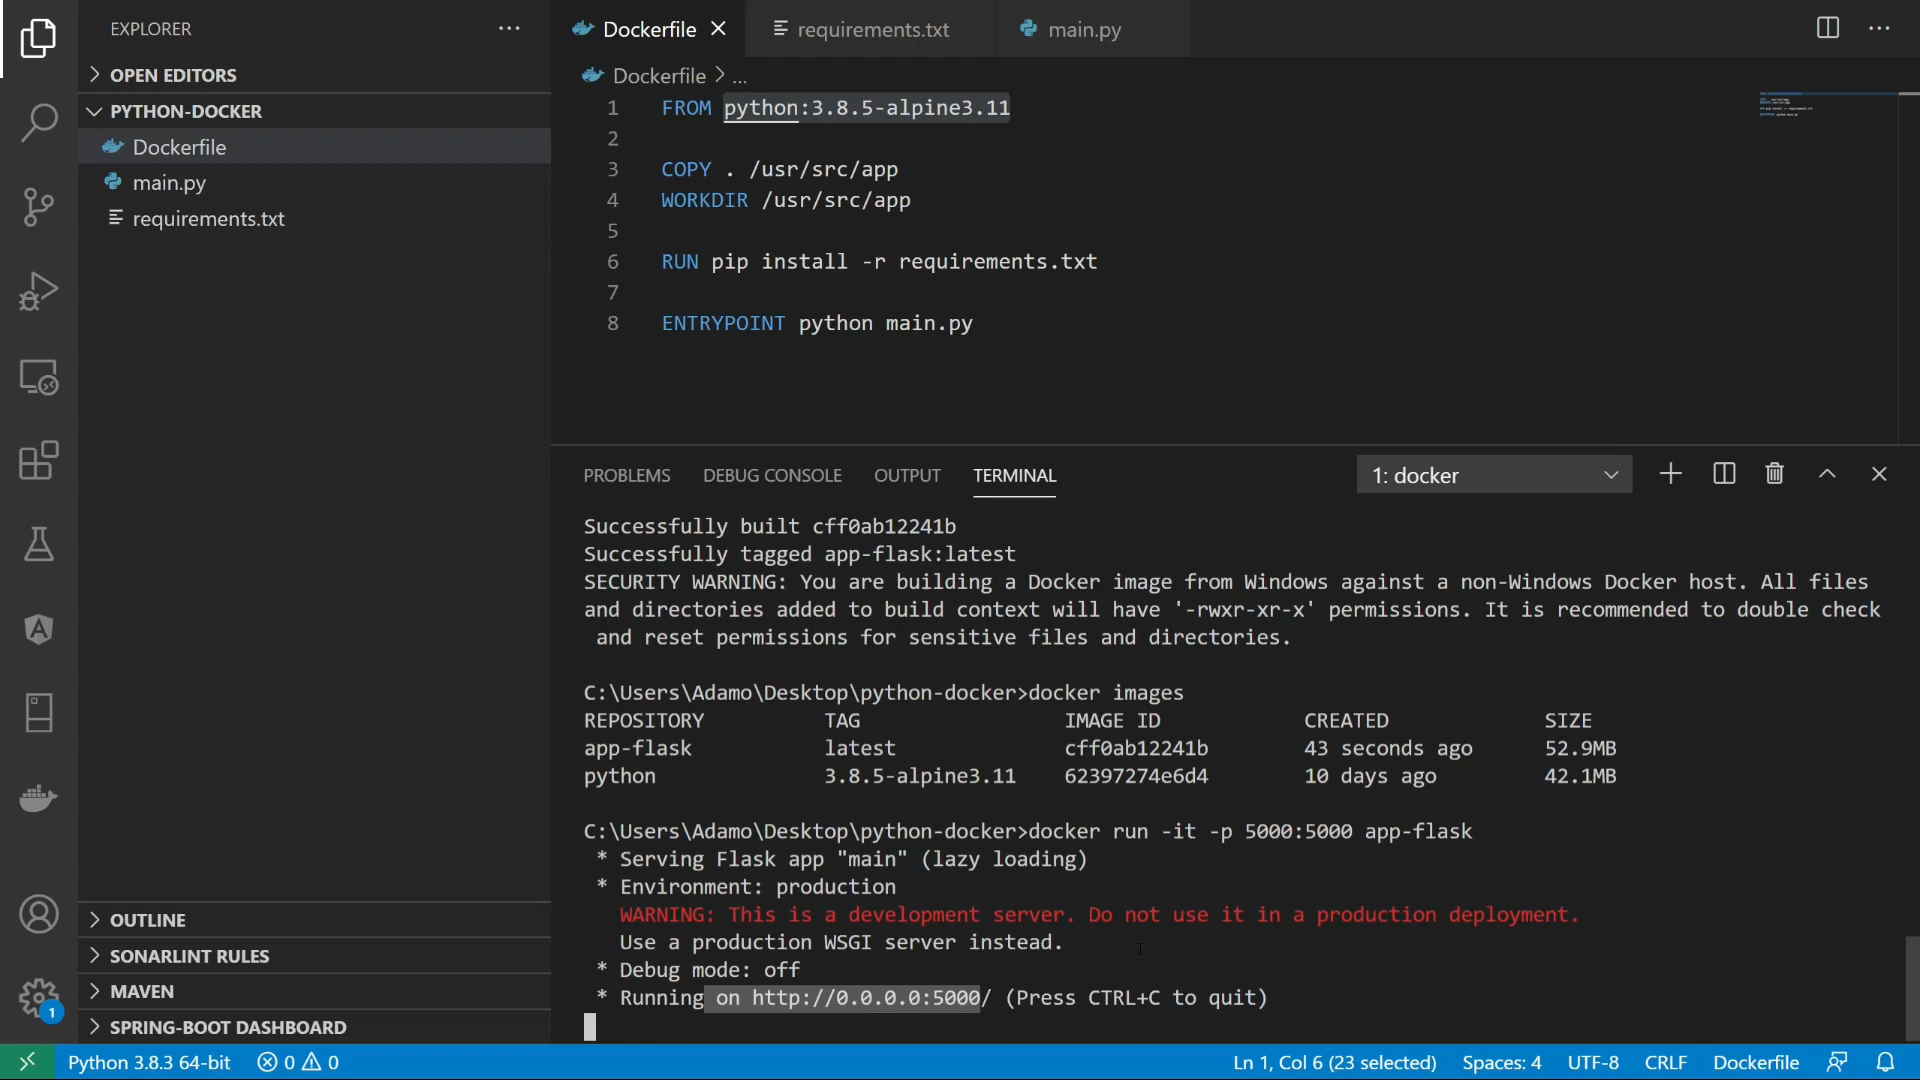 EXPLORER
OPEN EDITORS
PYTHON-DOCKER
Dockerfile
main.py
requirements.txt
OUTLINE
SONARLINT RULES
MAVEN
SPRING-BOOT DASHBOARD
Dockerfile
requirements.txt
main.py
Dockerfile > ...
1 FROM python:3.8.5-alpine3.11
2
3 COPY . /usr/src/app
4 WORKDIR /usr/src/app
5
6 RUN pip install -r requirements.txt
7
8 ENTRYPOINT python main.py
PROBLEMS DEBUG CONSOLE OUTPUT TERMINAL 1: docker
Successfully built cff0ab12241b
Successfully tagged app-flask:latest
SECURITY WARNING: You are building a Docker image from Windows against a non-Windows Docker host. All files
and directories added to build context will have '-rwxr-xr-x' permissions. It is recommended to double check
and reset permissions for sensitive files and directories.
C:\Users\Adamo\Desktop\python-docker>docker images
REPOSITORY TAG IMAGE ID CREATED SIZE
app-flask latest cff0ab12241b 43 seconds ago 52.9MB
python 3.8.5-alpine3.11 62397274e6d4 10 days ago 42.1MB
C:\Users\Adamo\Desktop\python-docker>docker run -it -p 5000:5000 app-flask
* Serving Flask app "main" (lazy loading)
* Environment: production
WARNING: This is a development server. Do not use it in a production deployment.
Use a production WSGI server instead.
* Debug mode: off
* Running on http://0.0.0.0:5000/ (Press CTRL+C to quit)
1
Python 3.8.3 64-bit 0 0 Ln 1, Col 6 (23 selected) Spaces: 4 UTF-8 CRLF Dockerfile